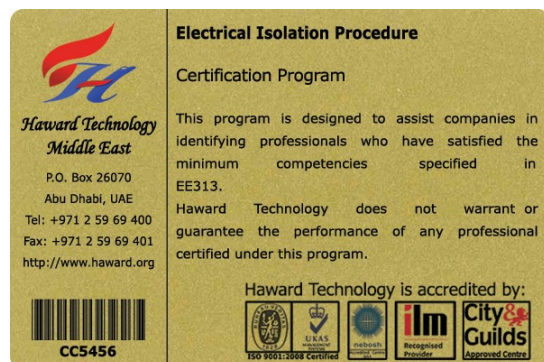 Haward Technology
Middle East
P.O. Box 26070
Abu Dhabi, UAE
Tel: +971 2 59 69 400
Fax: +971 2 59 69 401
http://www.haward.org
CC5456
Electrical Isolation Procedure
Certification Program
This program is designed to assist companies in
identifying professionals who have satisfied the
minimum competencies specified in
EE313.
Haward Technology does not warrant or
guarantee the performance of any professional
certified under this program.
Haward Technology is accredited by:
ISO 9001:2008 Certified
UKAS
MANAGEMENT
SYSTEMS
nebosh
ilm
Recognised
Provider
City&
Guilds
Approved Centre